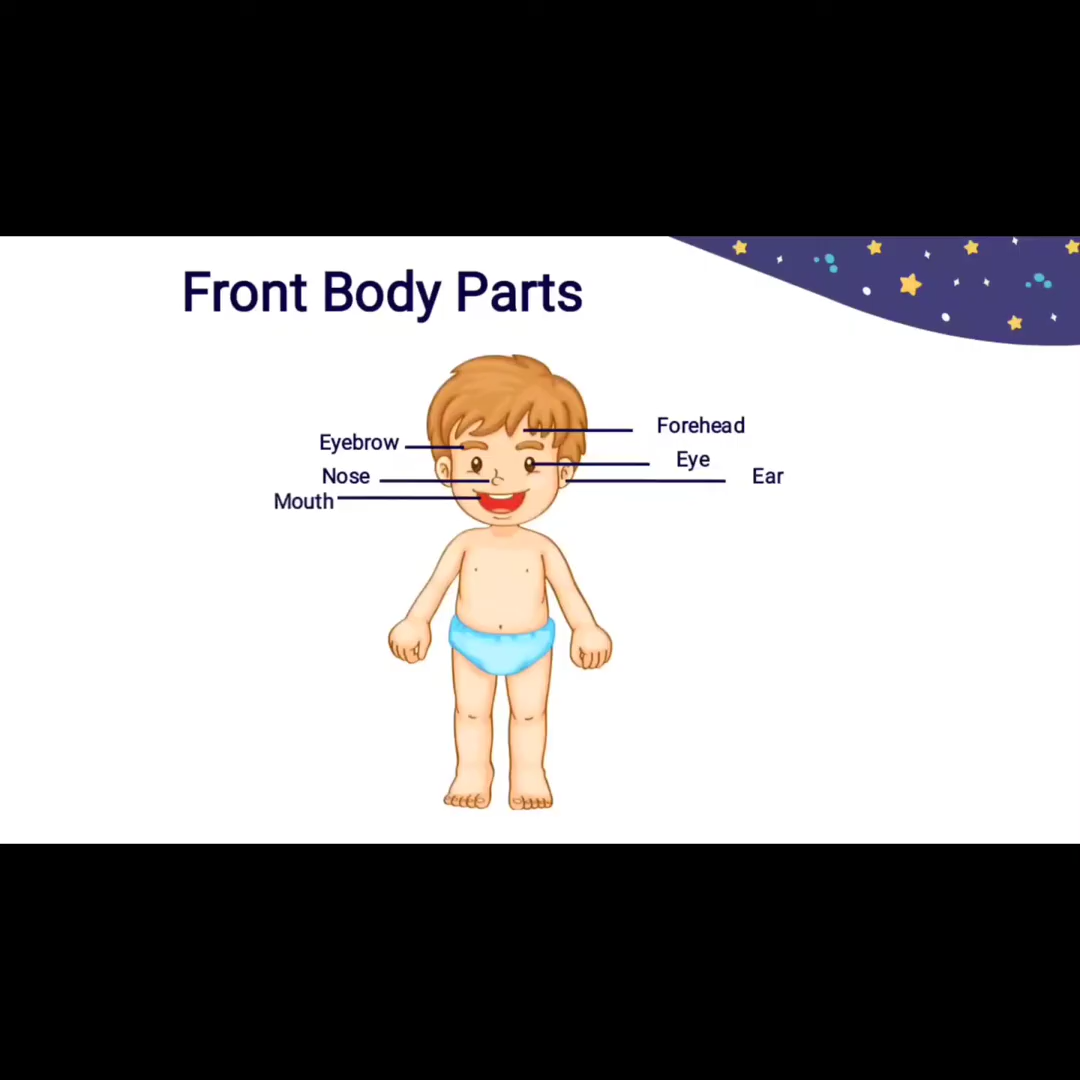 Front Body Parts
Forehead
Eyebrow
Eye
Nose
Ear
Mouth